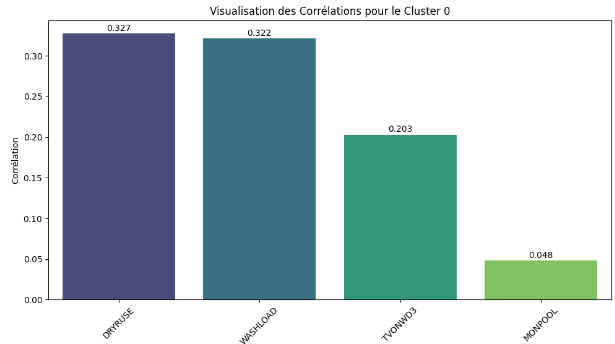 Visualisation des Corrélations pour le Cluster 0
Corrélation
0.30
0.25
0.20
0.15
0.10
0.05
0.00
0.327
0.322
0.203
0.048
DRYRUSE
WASHLOAD
TVONWD3
MONPOOL